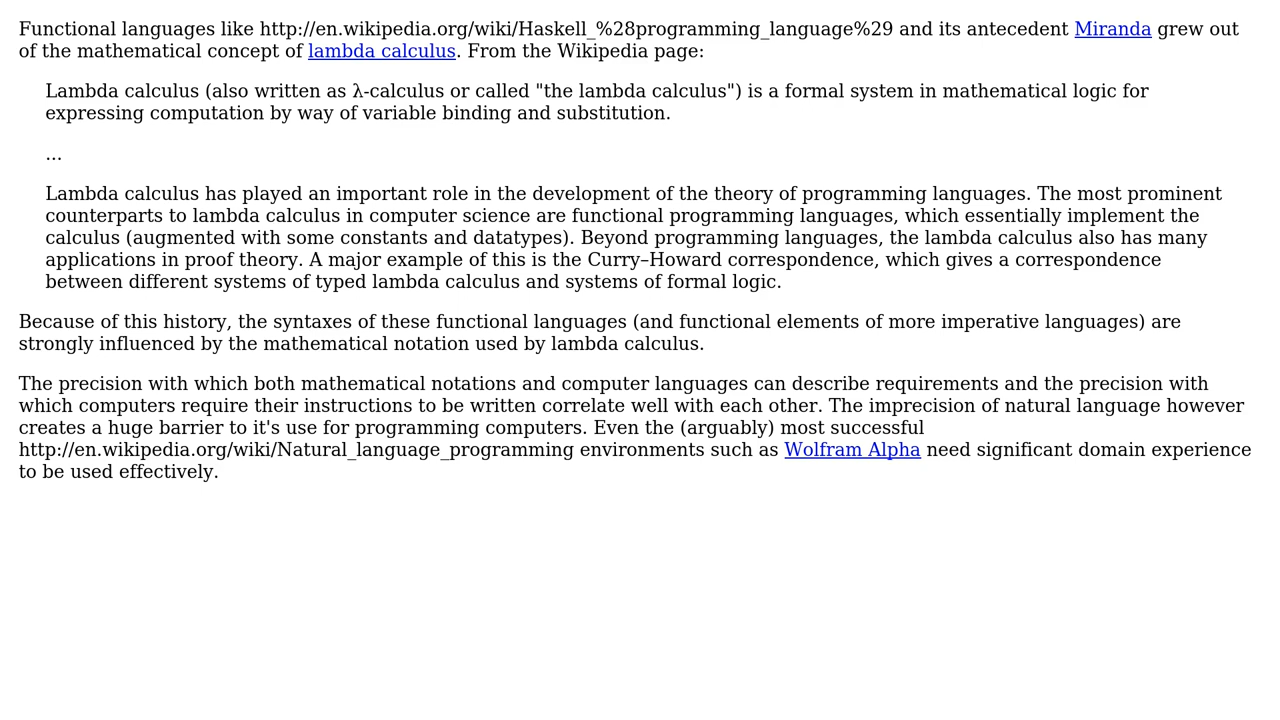 Functional languages like http://en.wikipedia.org/wiki/Haskell_%28programming_language%29 and its antecedent Miranda grew out
of the mathematical concept of lambda calculus. From the Wikipedia page:
Lambda calculus (also written as λ-calculus or called "the lambda calculus") is a formal system in mathematical logic for
expressing computation by way of variable binding and substitution.
...
Lambda calculus has played an important role in the development of the theory of programming languages. The most prominent
counterparts to lambda calculus in computer science are functional programming languages, which essentially implement the
calculus (augmented with some constants and datatypes). Beyond programming languages, the lambda calculus also has many
applications in proof theory. A major example of this is the Curry–Howard correspondence, which gives a correspondence
between different systems of typed lambda calculus and systems of formal logic.
Because of this history, the syntaxes of these functional languages (and functional elements of more imperative languages) are
strongly influenced by the mathematical notation used by lambda calculus.
The precision with which both mathematical notations and computer languages can describe requirements and the precision with
which computers require their instructions to be written correlate well with each other. The imprecision of natural language however
creates a huge barrier to it's use for programming computers. Even the (arguably) most successful
http://en.wikipedia.org/wiki/Natural_language_programming environments such as Wolfram Alpha need significant domain experience
to be used effectively.